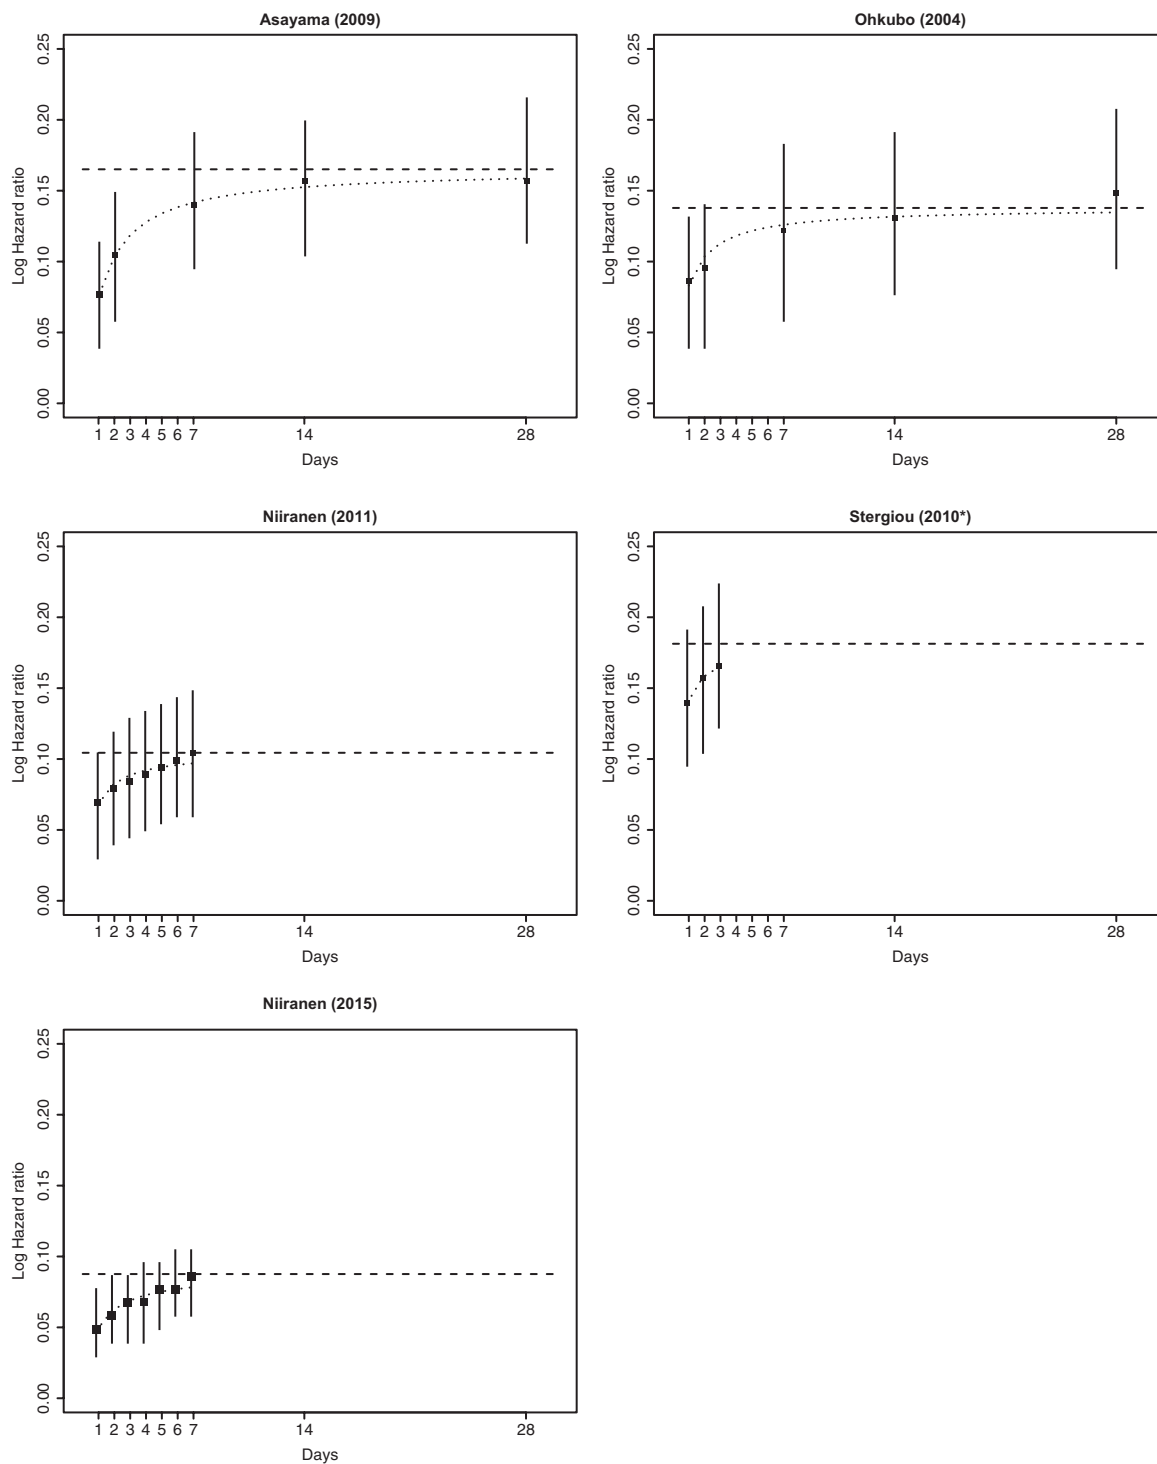 Asayama (2009)
Log Hazard ratio
0.25
0.20
0.15
0.10
0.05
0.00
1 2 3 4 5 6 7 14 28
Days
Ohkubo (2004)
Log Hazard ratio
0.25
0.20
0.15
0.10
0.05
0.00
1 2 3 4 5 6 7 14 28
Days
Niiranen (2011)
Log Hazard ratio
0.25
0.20
0.15
0.10
0.05
0.00
1 2 3 4 5 6 7 14 28
Days
Stergiou (2010*)
Log Hazard ratio
0.25
0.20
0.15
0.10
0.05
0.00
1 2 3 4 5 6 7 14 28
Days
Niiranen (2015)
Log Hazard ratio
0.25
0.20
0.15
0.10
0.05
0.00
1 2 3 4 5 6 7 14 28
Days